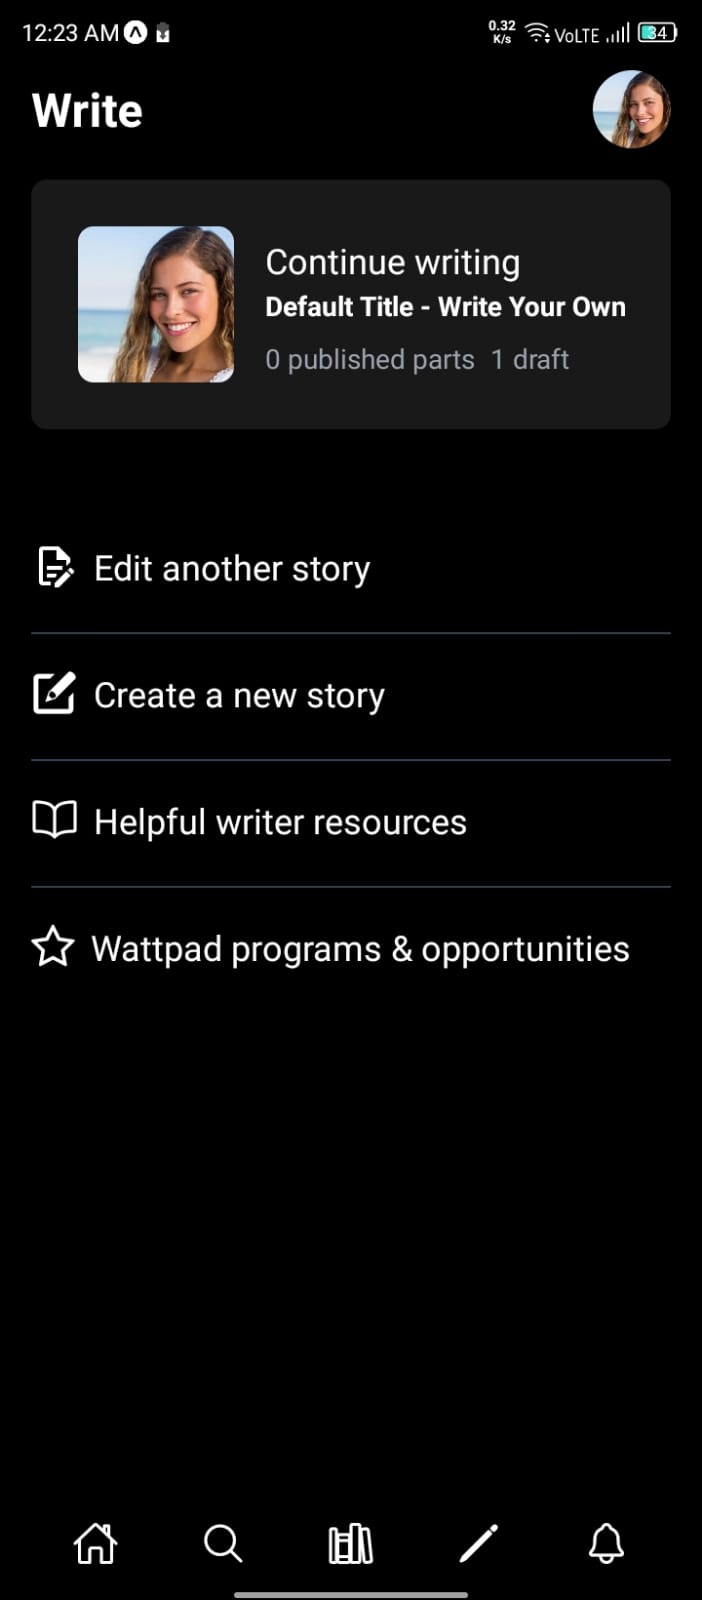 12:23 AM
0.32
K/s
VoLTE
34
Write
Continue writing
Default Title - Write Your Own
0 published parts 1 draft
Edit another story
Create a new story
Helpful writer resources
Wattpad programs & opportunities